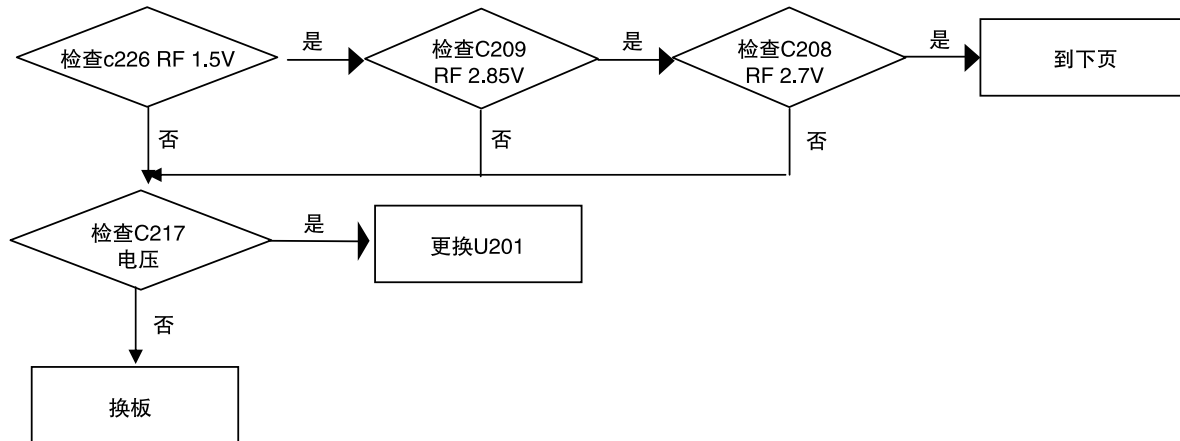 检查c226 RF 1.5V
是
检查C209
RF 2.85V
是
检查C208
RF 2.7V
是
到下页
否
否
否
检查C217
电压
是
更换U201
否
换板